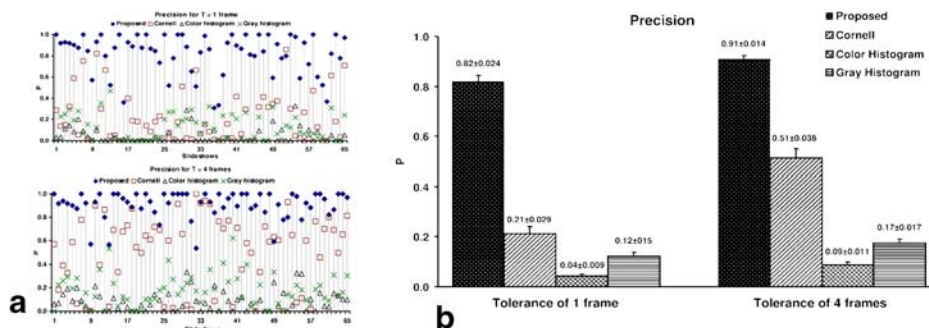 Precision for T = 1 frame
Proposed Cornell Color histogram Gray histogram
1.0
0.8
0.6
0.4
0.2
0.0
P
1 9 17 25 33 41 49 57 65
Slideshows
Precision for T = 4 frames
Proposed Cornell Color histogram Gray histogram
1.0
0.8
0.6
0.4
0.2
0.0
P
1 9 17 25 33 41 49 57 65
a
Precision
Proposed
Cornell
Color Histogram
Gray Histogram
1.0
0.8
0.6
0.4
0.2
0.0
P
0.82±0.024
0.21±0.029
0.04±0.009
0.12±015
0.91±0.014
0.51±0.038
0.09±0.011
0.17±0.017
Tolerance of 1 frame
Tolerance of 4 frames
b